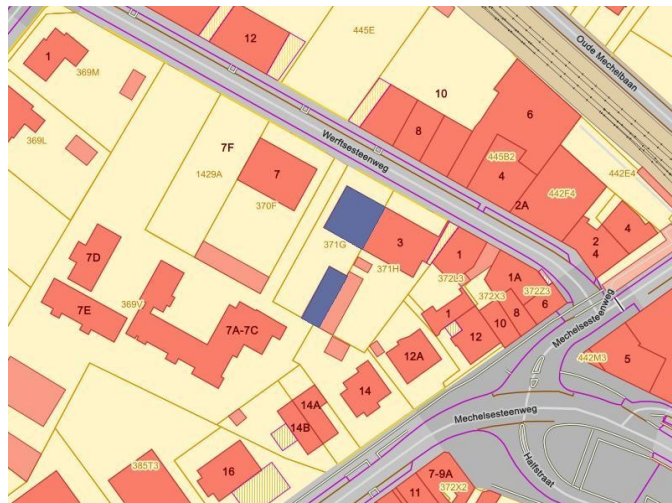 12
445E
Oude Mechelbaan
1
369M
10
6
8
369L
Werftsesteenweg
445B2
442E4
7F
4
7
1429A
442F4
370F
2A
4
2
3
371G
4
1
7D
371H
1A
372L3
372Z3
372X3
6
7E
369V
1
8
Mechelsesteenweg
7A-7C
10
12
12A
442M3
5
14
14A
Mechelsesteenweg
14B
385T3
16
7-9A
Halfstraat
11
372X2